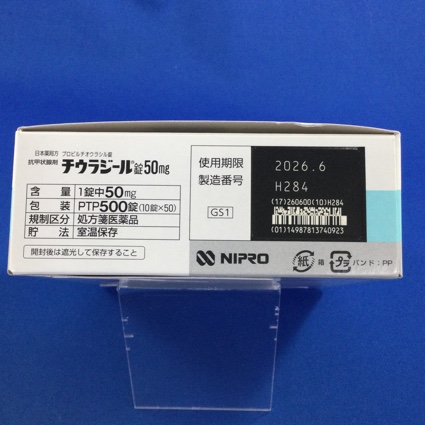 日本薬局方 プロピルチオウラシル錠
抗甲状腺剤 チウラジール®錠50mg
含量 1錠中50mg
包装 PTP500錠(10錠×50)
規制区分 処方箋医薬品
貯法 室温保存
開封後は遮光して保存すること
使用期限 2026.6
製造番号 H284
GS1
(17)260600(10)H284
(01)14987813740923
NIPRO
紙 箱 プラ バンド:PP